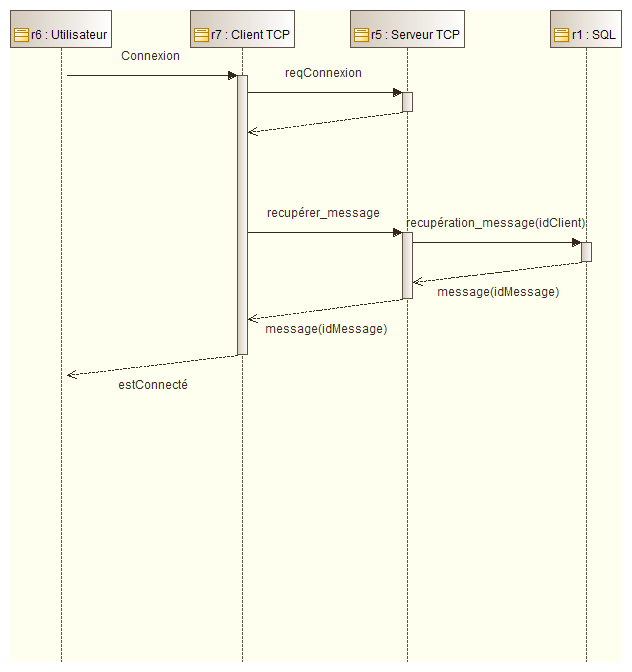 r6 : Utilisateur
r7 : Client TCP
r5 : Serveur TCP
r1 : SQL
Connexion
reqConnexion
recupérer_message
recupération_message(idClient)
message(idMessage)
message(idMessage)
estConnecté